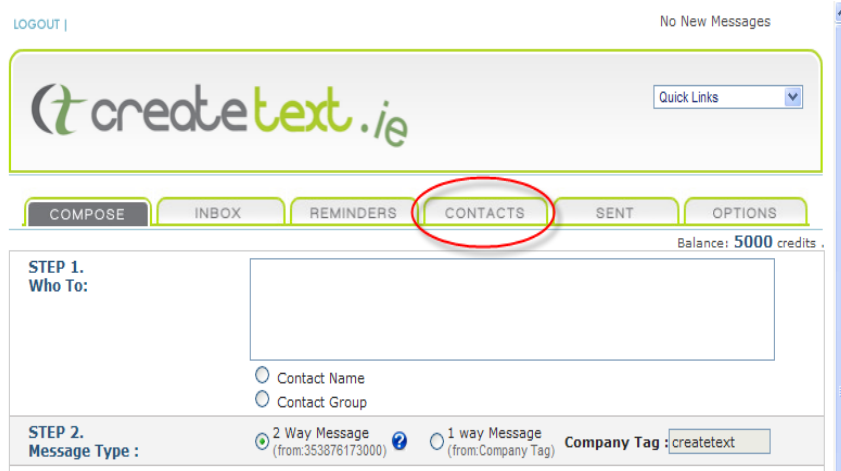 LOGOUT |
No New Messages
(t createtext.ie
Quick Links
COMPOSE INBOX REMINDERS CONTACTS SENT OPTIONS
Balance: 5000 credits .
STEP 1.
Who To:
Contact Name
Contact Group
STEP 2.
Message Type :
2 Way Message
(from:353876173000) ?
1 way Message
(from:Company Tag)
Company Tag : createtext